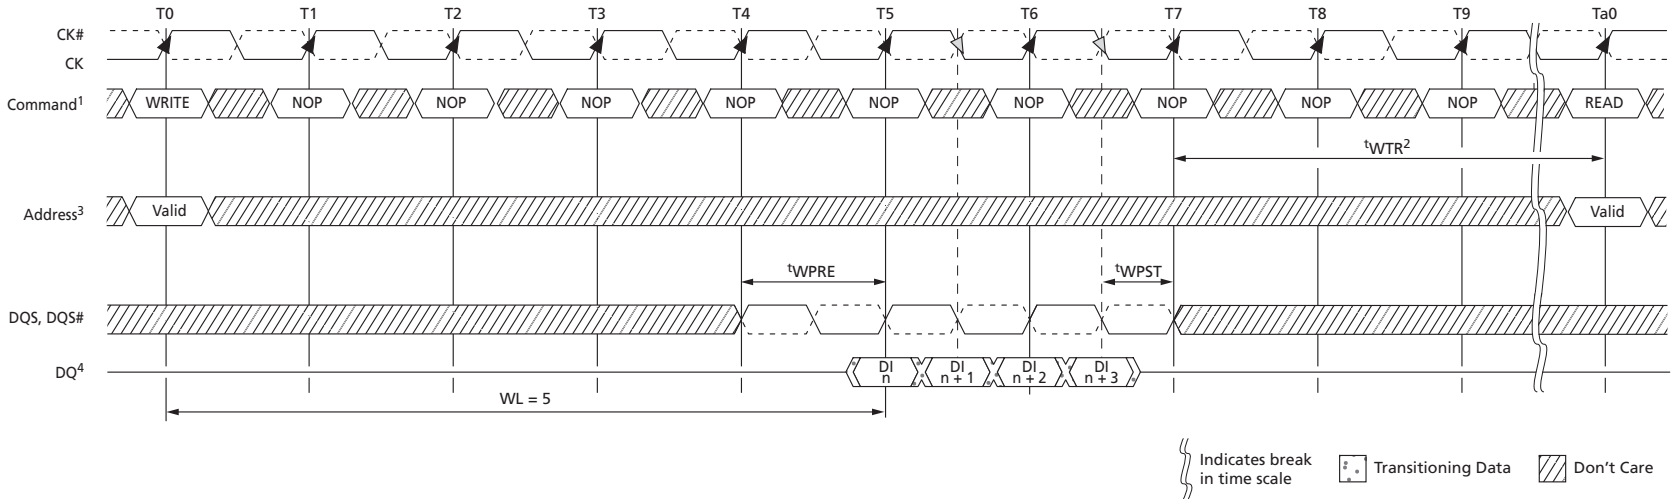 T0 T1 T2 T3 T4 T5 T6 T7 T8 T9 Ta0
CK#
CK
Command1 WRITE NOP NOP NOP NOP NOP NOP NOP NOP NOP READ
tWTR2
Address3 Valid Valid
tWPRE tWPST
DQS, DQS#
DQ4 DI n DI n + 1 DI n + 2 DI n + 3
WL = 5
Indicates break in time scale
Transitioning Data
Don't Care